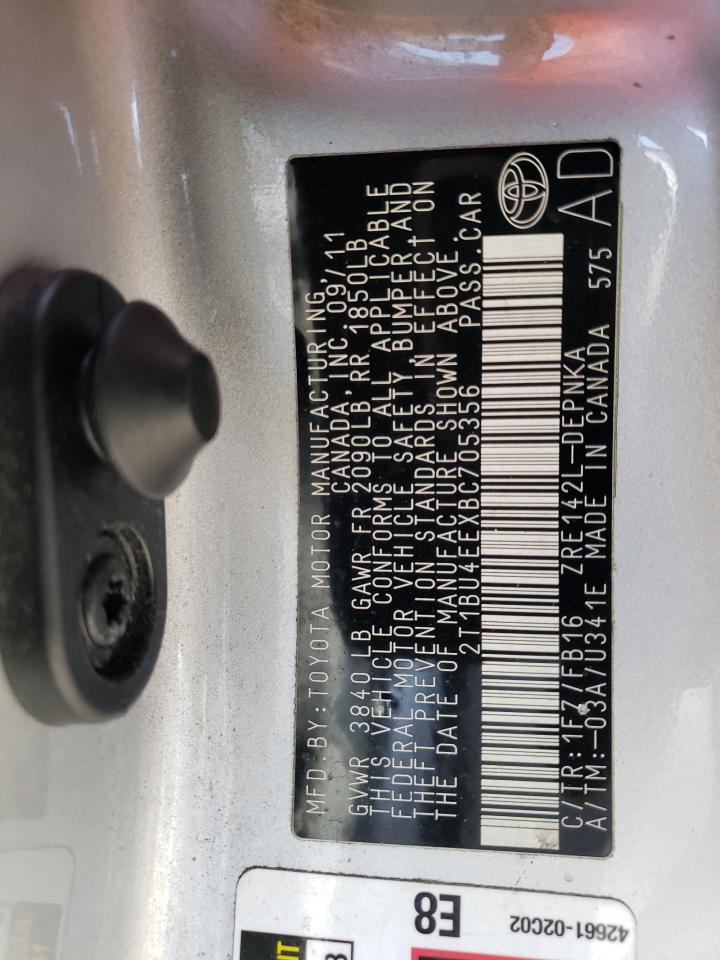 MFD.BY:TOYOTA MOTOR MANUFACTURING,
CANADA, INC. 09/11
GVWR 3840 LB GAWR FR 2090LB, RR 1850LB
THIS VEHICLE CONFORMS TO ALL APPLICABLE
FEDERAL MOTOR VEHICLE SAFETY, BUMPER AND
THEFT PREVENTION STANDARDS IN EFFECT ON
THE DATE OF MANUFACTURE SHOWN ABOVE.
2T1BU4EEXBC705356 PASS.CAR
C/TR:1F7/FB16 ZRE142L-DEPNKA
A/TM:-03A/U341E MADE IN CANADA 575
AD
E8
42661-02C02